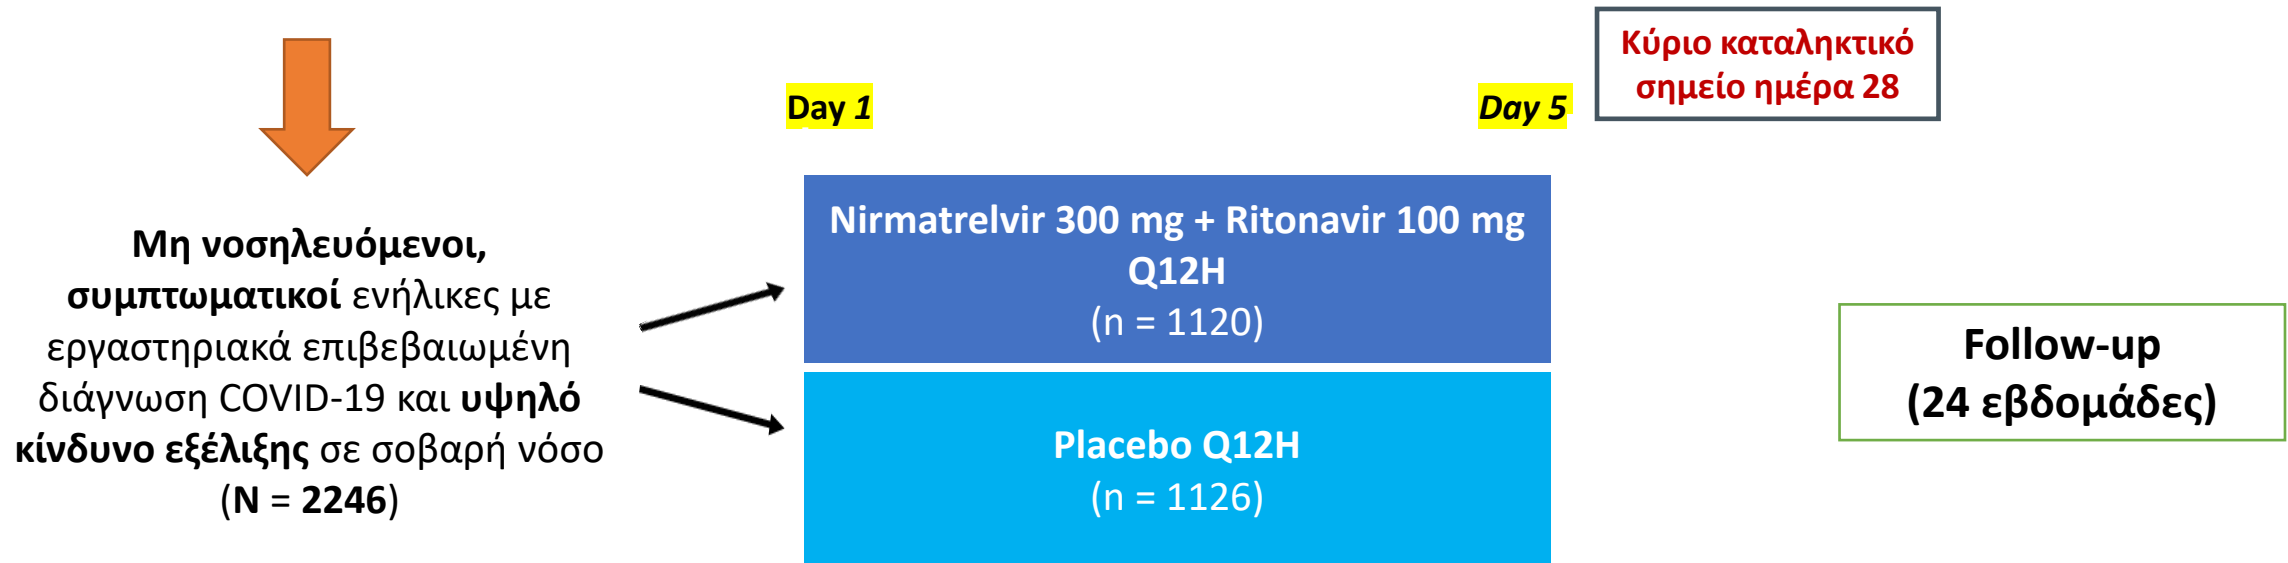 Κύριο καταληκτικό
σημείο ημέρα 28
Day 1
Day 5
Μη νοσηλευόμενοι,
συμπτωματικοί ενήλικες με
εργαστηριακά επιβεβαιωμένη
διάγνωση COVID-19 και υψηλό
κίνδυνο εξέλιξης σε σοβαρή νόσο
(N = 2246)
Nirmatrelvir 300 mg + Ritonavir 100 mg
Q12H
(n = 1120)
Placebo Q12H
(n = 1126)
Follow-up
(24 εβδομάδες)